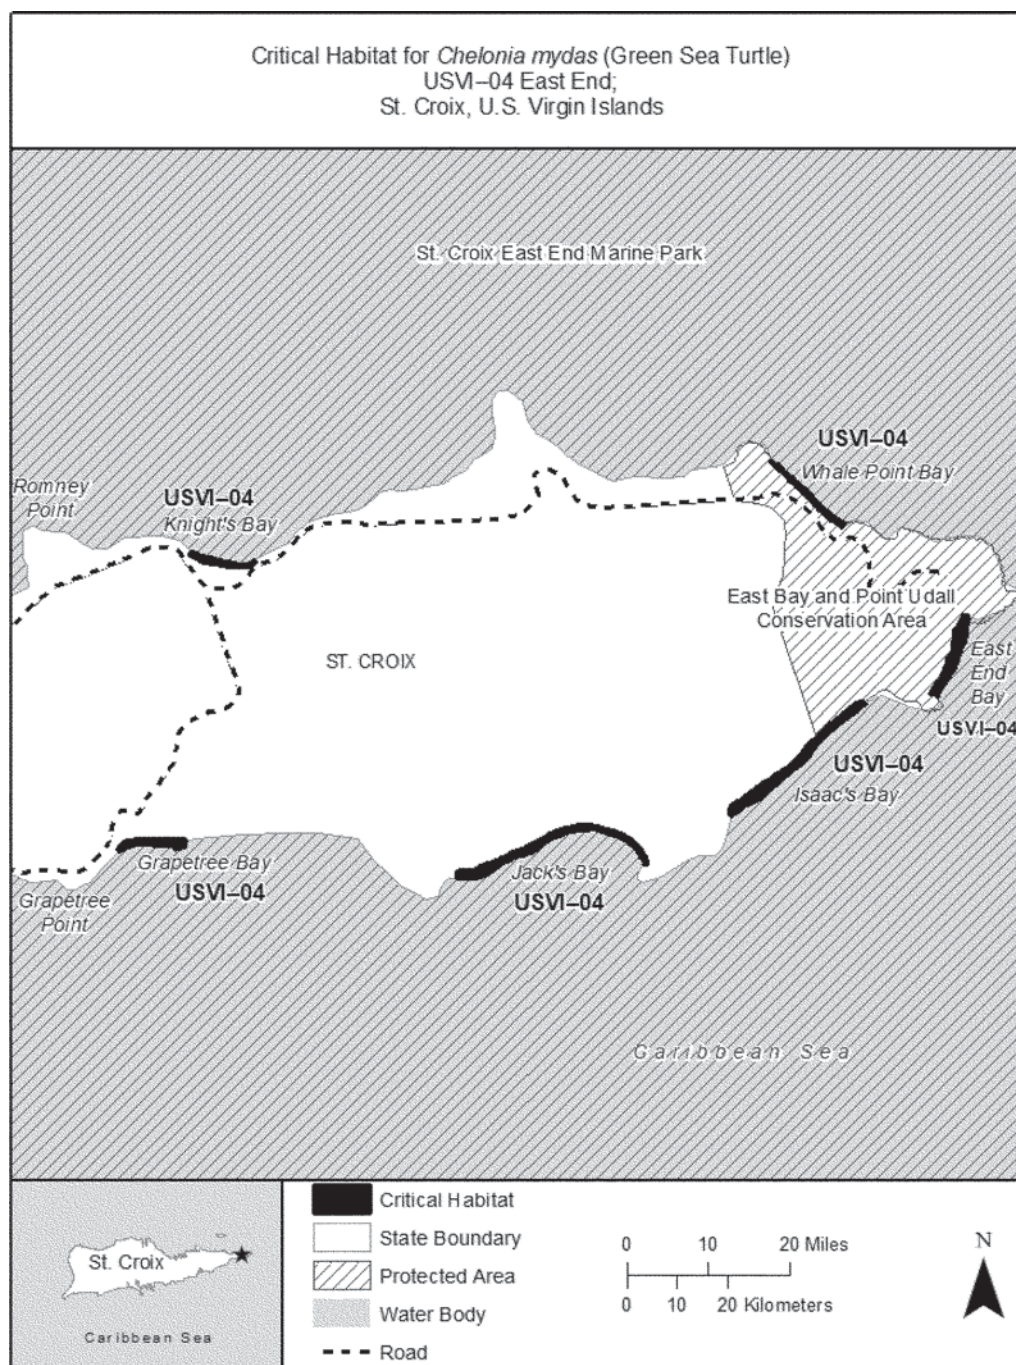 Critical Habitat for Chelonia mydas (Green Sea Turtle)
USVI–04 East End;
St. Croix, U.S. Virgin Islands
St. Croix East End Marine Park
USVI–04
Whale Point Bay
Romney
Point
USVI–04
Knight's Bay
East Bay and Point Udall
Conservation Area
ST. CROIX
East
End
Bay
USVI–04
USVI–04
Isaac's Bay
Grapetree Bay
USVI–04
Jack's Bay
USVI–04
Grapetree
Point
Caribbean Sea
St. Croix
Caribbean Sea
Critical Habitat
State Boundary
Protected Area
Water Body
Road
0 10 20 Miles
0 10 20 Kilometers
N